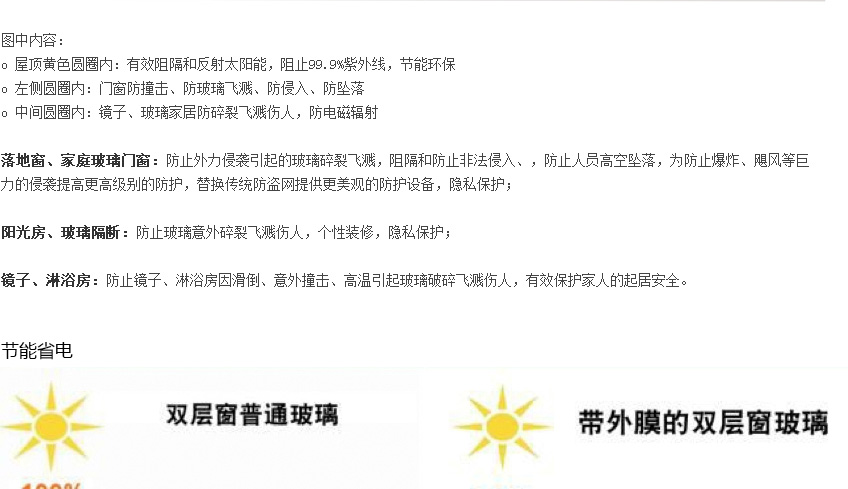 图中内容：
o 屋顶黄色圆圈内：有效阻隔和反射太阳能，阻止99.9%紫外线，节能环保
o 左侧圆圈内：门窗防撞击、防玻璃飞溅、防侵入、防坠落
o 中间圆圈内：镜子、玻璃家居防碎裂飞溅伤人，防电磁辐射
落地窗、家庭玻璃门窗：防止外力侵袭引起的玻璃碎裂飞溅，阻隔和防止非法侵入、，防止人员高空坠落，为防止爆炸、飓风等巨
力的侵袭提高更高级别的防护，替换传统防盗网提供更美观的防护设备，隐私保护；
阳光房、玻璃隔断：防止玻璃意外碎裂飞溅伤人，个性装修，隐私保护；
镜子、淋浴房：防止镜子、淋浴房因滑倒、意外撞击、高温引起玻璃破碎飞溅伤人，有效保护家人的起居安全。
节能省电
双层窗普通玻璃
带外膜的双层窗玻璃